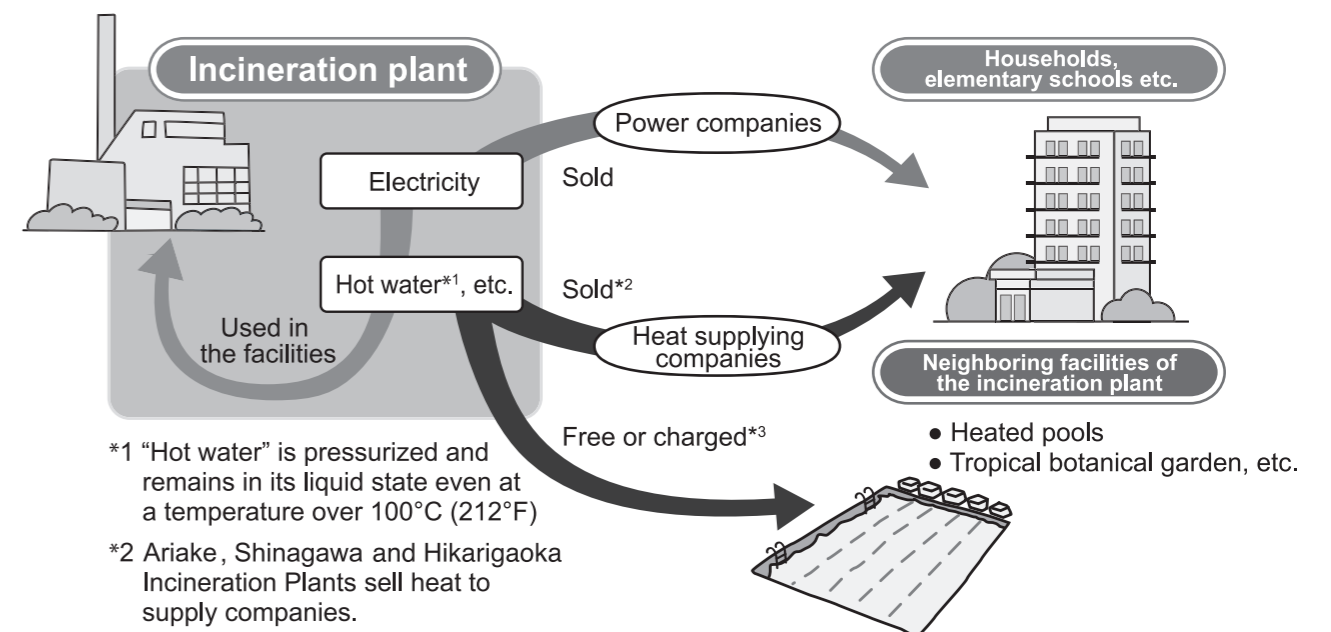 Incineration plant
Households,
elementary schools etc.
Power companies
Electricity
Sold
Hot water*1, etc.
Sold*2
Used in
the facilities
Heat supplying
companies
Neighboring facilities of
the incineration plant
Free or charged*3
● Heated pools
● Tropical botanical garden, etc.
*1 “Hot water” is pressurized and
remains in its liquid state even at
a temperature over 100°C (212°F)
*2 Ariake, Shinagawa and Hikarigaoka
Incineration Plants sell heat to
supply companies.